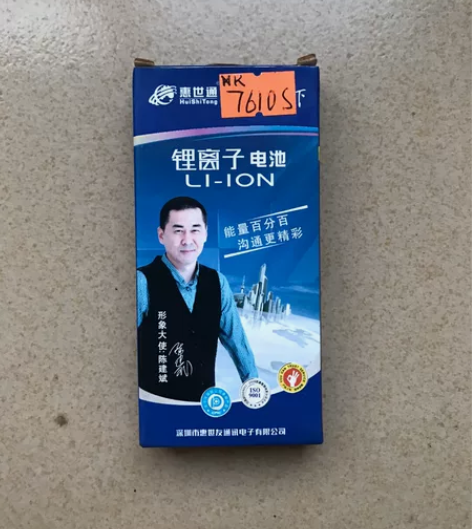 惠世通
HuiShiTong
NK
7610S
下
锂离子电池
LI-ION
能量百分百
沟通更精彩
形象大使:陈建斌
ISO
9001
深圳市惠世友通讯电子有限公司